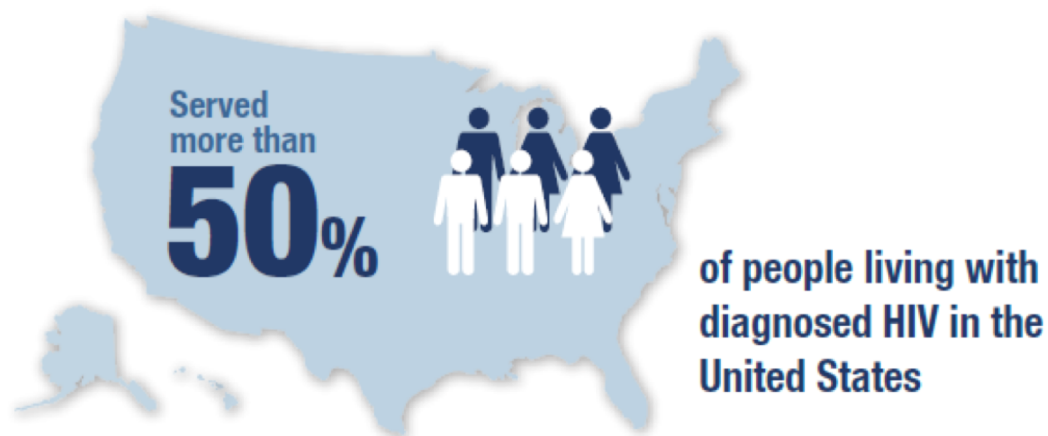 Served
more than
50%
of people living with
diagnosed HIV in the
United States